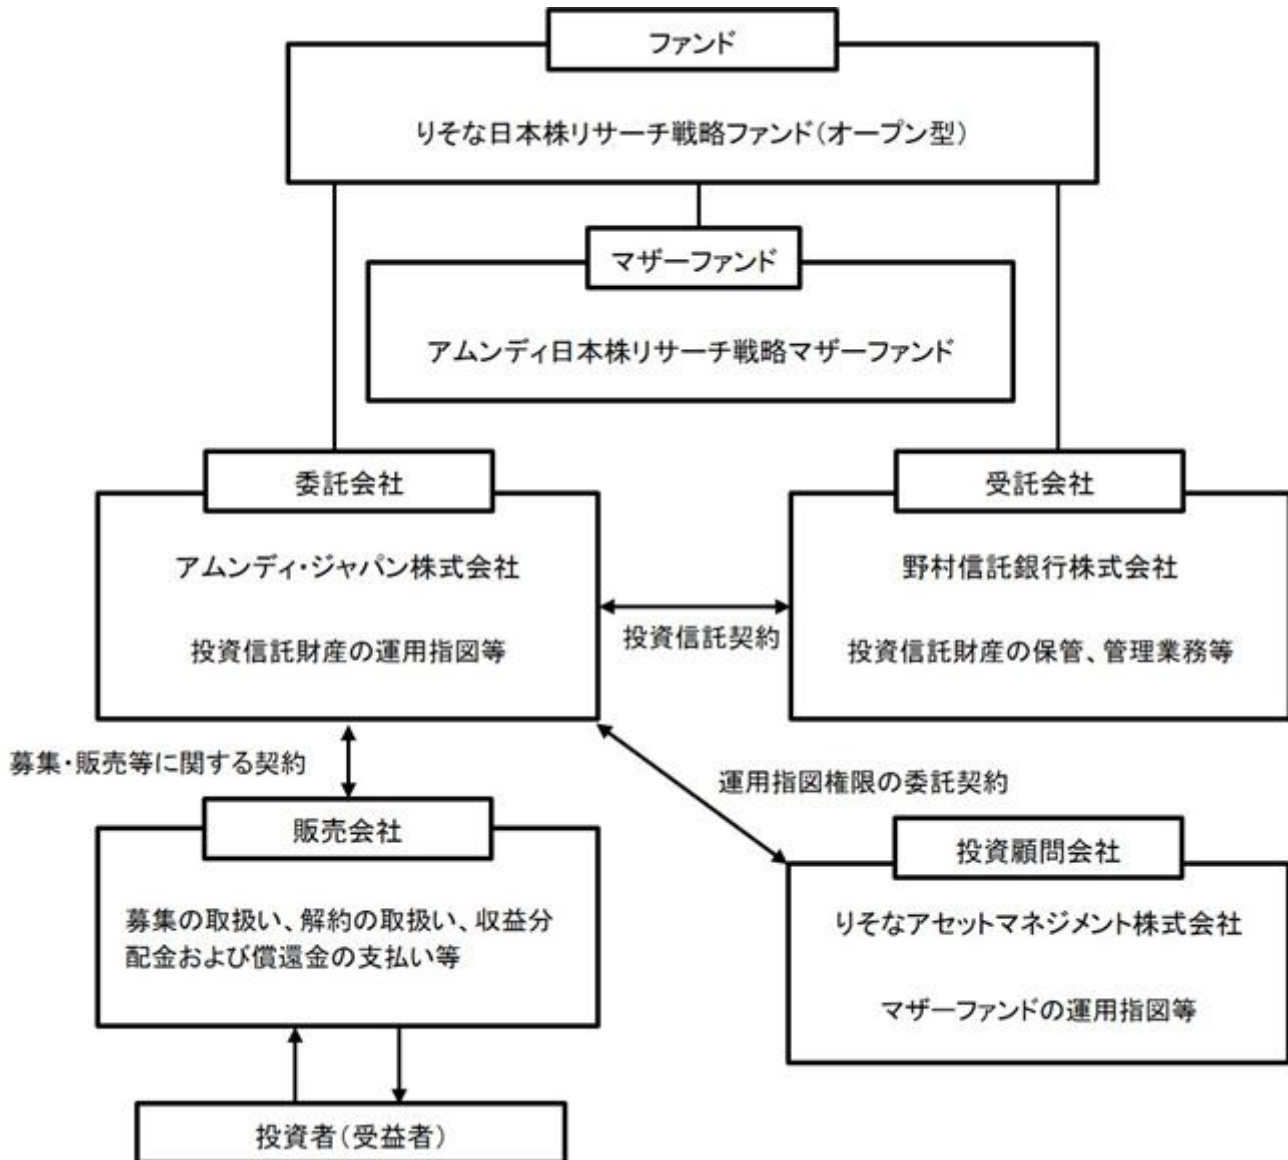 ファンド
りそな日本株リサーチ戦略ファンド(オープン型)
マザーファンド
アムンディ日本株リサーチ戦略マザーファンド
委託会社
アムンディ・ジャパン株式会社
投資信託財産の運用指図等
受託会社
野村信託銀行株式会社
投資信託財産の保管、管理業務等
投資信託契約
募集・販売等に関する契約
運用指図権限の委託契約
販売会社
募集の取扱い、解約の取扱い、収益分
配金および償還金の支払い等
投資顧問会社
りそなアセットマネジメント株式会社
マザーファンドの運用指図等
投資者(受益者)